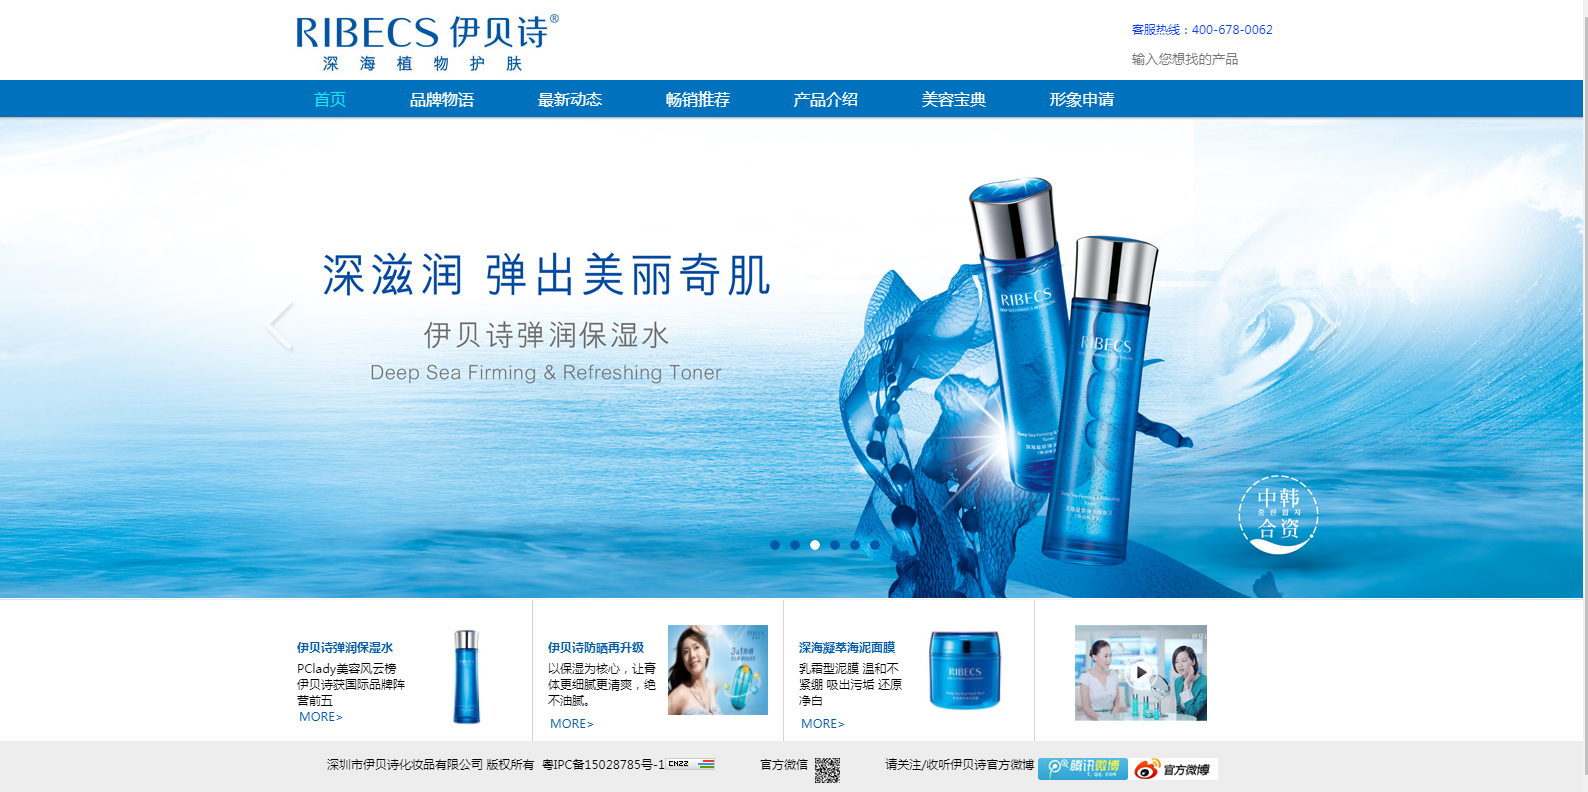 RIBECS 伊贝诗®
深海植物护肤
客服热线：400-678-0062
输入您想找的产品
首页 品牌物语 最新动态 畅销推荐 产品介绍 美容宝典 形象申请
深滋润 弹出美丽奇肌
伊贝诗弹润保湿水
Deep Sea Firming & Refreshing Toner
RIBECS
RIBECS
中韩
合资
伊贝诗弹润保湿水
PClady美容风云榜
伊贝诗获国际品牌阵
营前五
MORE>
伊贝诗防晒再升级
以保湿为核心，让膏
体更细腻更清爽，绝
不油腻。
MORE>
深海凝萃海泥面膜
乳霜型泥膜 温和不
紧绷 吸出污垢 还原
净白
MORE>
RIBECS
深圳市伊贝诗化妆品有限公司 版权所有 粤IPC备15028785号-1 CNZZ
官方微信
请关注/收听伊贝诗官方微博
腾讯微博
t.qq.com
官方微博